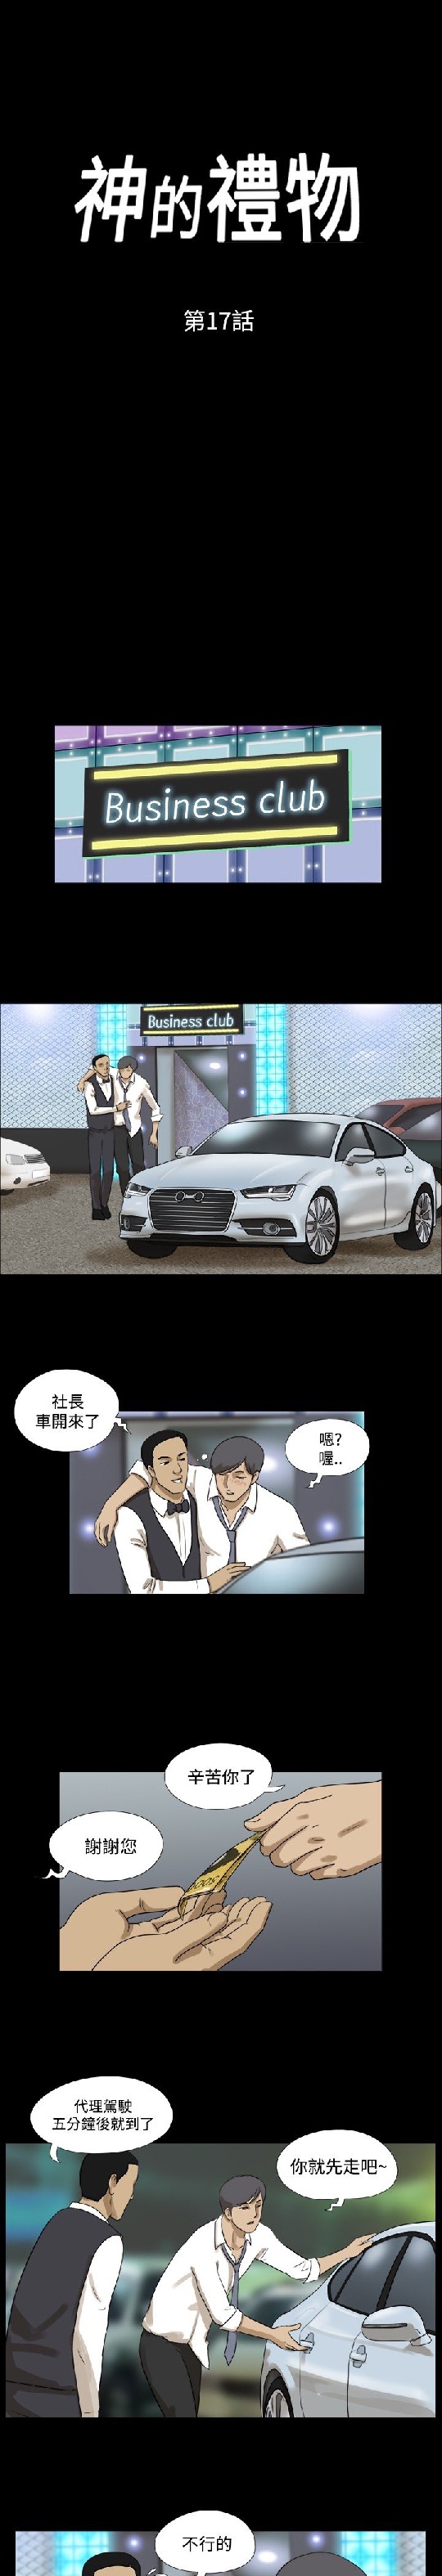 神的禮物
第17話
Business club
Business club
社長
車開來了
嗯?
喔..
辛苦你了
謝謝您
代理駕駛
五分鐘後就到了
你就先走吧~
不行的